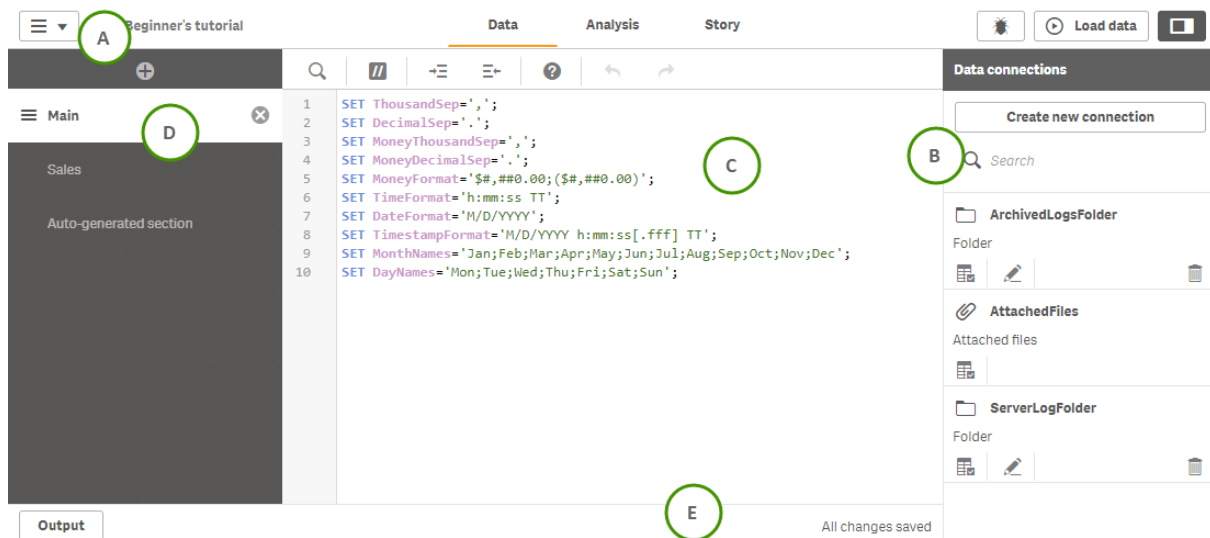 A
Beginner's tutorial
Data
Analysis
Story
Load data
Main
D
Sales
Auto-generated section
//
?
1 SET ThousandSep=',';
2 SET DecimalSep='.';
3 SET MoneyThousandSep=',';
4 SET MoneyDecimalSep='.';
5 SET MoneyFormat='$#,##0.00;($#,##0.00)';
6 SET TimeFormat='h:mm:ss TT';
7 SET DateFormat='M/D/YYYY';
8 SET TimestampFormat='M/D/YYYY h:mm:ss[.fff] TT';
9 SET MonthNames='Jan;Feb;Mar;Apr;May;Jun;Jul;Aug;Sep;Oct;Nov;Dec';
10 SET DayNames='Mon;Tue;Wed;Thu;Fri;Sat;Sun';
C
Data connections
Create new connection
B
Search
ArchivedLogsFolder
Folder
AttachedFiles
Attached files
ServerLogFolder
Folder
Output
E
All changes saved